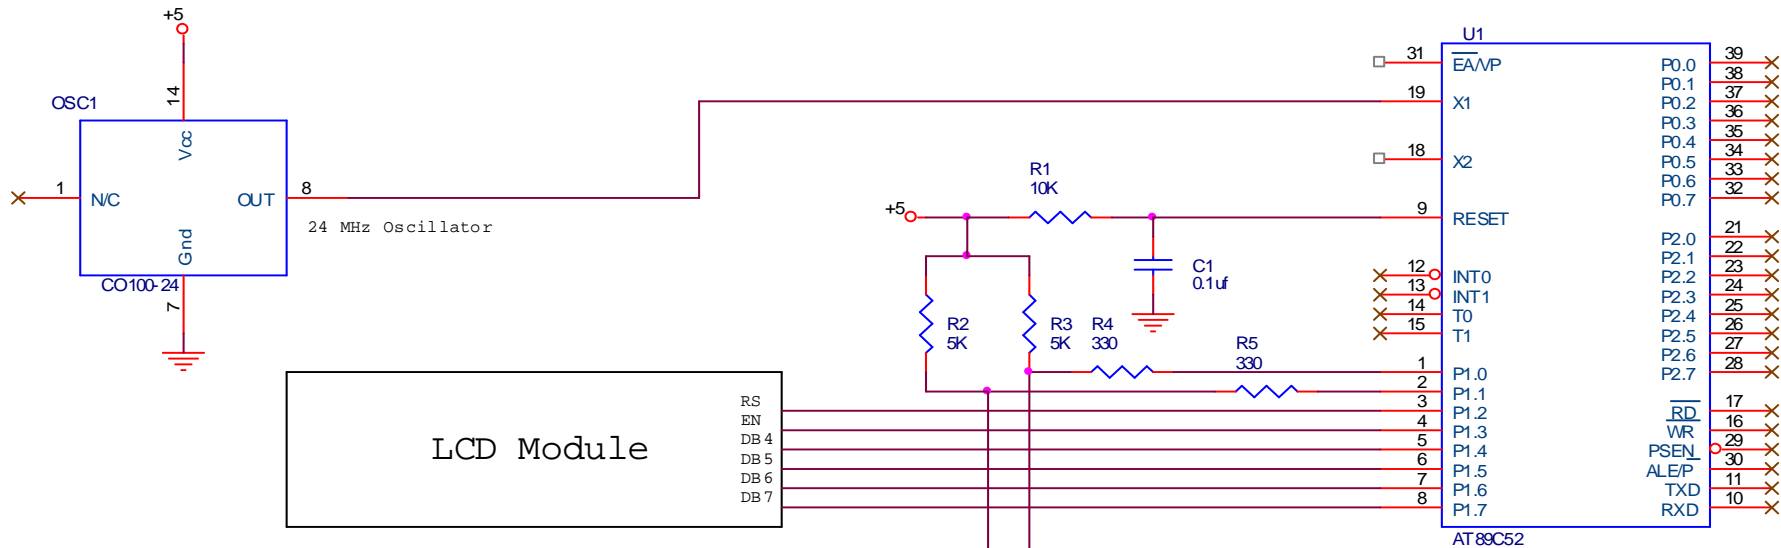 +5
14
OSC1
Vcc
1
N/C
OUT
8
24 MHz Oscillator
Gnd
CO100-24
7
LCD Module
RS
EN
DB4
DB5
DB6
DB7
+5
R1
10K
C1
0.1uf
R2
5K
R3
5K
R4
330
R5
330
U1
31
EA/VP
19
X1
18
X2
9
RESET
12
INT0
13
INT1
14
T0
15
T1
1
P1.0
2
P1.1
3
P1.2
4
P1.3
5
P1.4
6
P1.5
7
P1.6
8
P1.7
P0.0
39
P0.1
38
P0.2
37
P0.3
36
P0.4
35
P0.5
34
P0.6
33
P0.7
32
P2.0
21
P2.1
22
P2.2
23
P2.3
24
P2.4
25
P2.5
26
P2.6
27
P2.7
28
RD
17
WR
16
PSEN
29
ALE/P
30
TXD
11
RXD
10
AT89C52